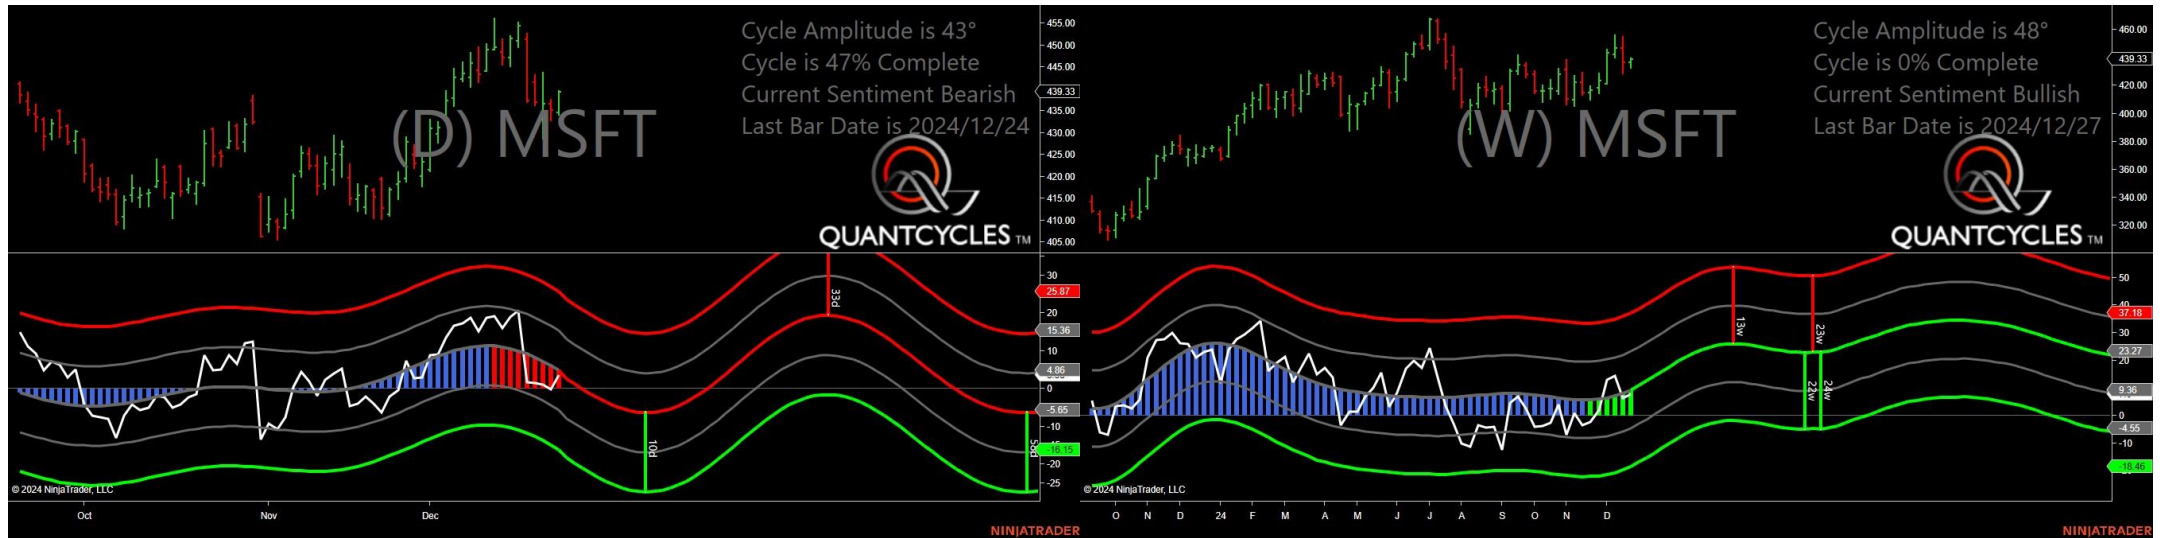 Cycle Amplitude is 43°
Cycle is 47% Complete
Current Sentiment Bearish
Last Bar Date is 2024/12/24
(D) MSFT
QUANTCYCLES TM
455.00
450.00
445.00
439.33
435.00
430.00
425.00
420.00
415.00
410.00
405.00
30
25.87
20
15.36
10
4.86
0
-5.65
-10
-16.15
-20
-25
33d
10d
© 2024 NinjaTrader, LLC
Oct
Nov
Dec
NINJATRADER
Cycle Amplitude is 48°
Cycle is 0% Complete
Current Sentiment Bullish
Last Bar Date is 2024/12/27
(W) MSFT
QUANTCYCLES TM
460.00
439.33
420.00
400.00
380.00
360.00
340.00
320.00
50
40
37.18
30
23.27
20
9.36
0
-4.55
-10
-18.46
13w
23w
22w
24w
© 2024 NinjaTrader, LLC
O N D 24 F M A M J J A S O N D
NINJATRADER